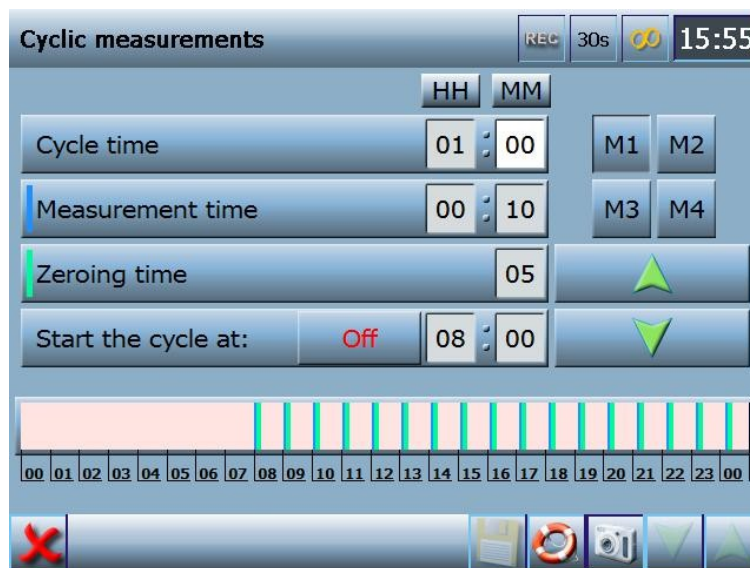 Cyclic measurements REC 30s 15:55
HH MM
Cycle time 01 : 00 M1 M2
Measurement time 00 : 10 M3 M4
Zeroing time 05
Start the cycle at: Off 08 : 00
00 01 02 03 04 05 06 07 08 09 10 11 12 13 14 15 16 17 18 19 20 21 22 23 00